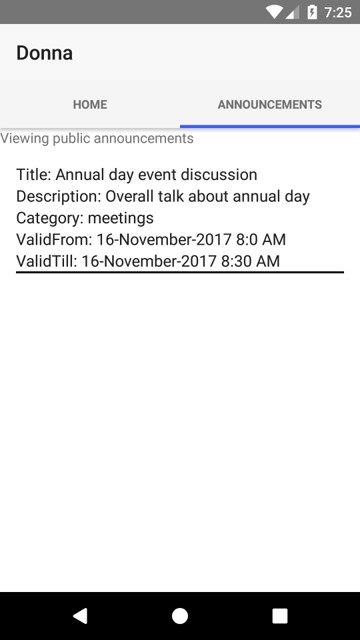 7:25
Donna
HOME
ANNOUNCEMENTS
Viewing public announcements
Title: Annual day event discussion
Description: Overall talk about annual day
Category: meetings
ValidFrom: 16-November-2017 8:0 AM
ValidTill: 16-November-2017 8:30 AM